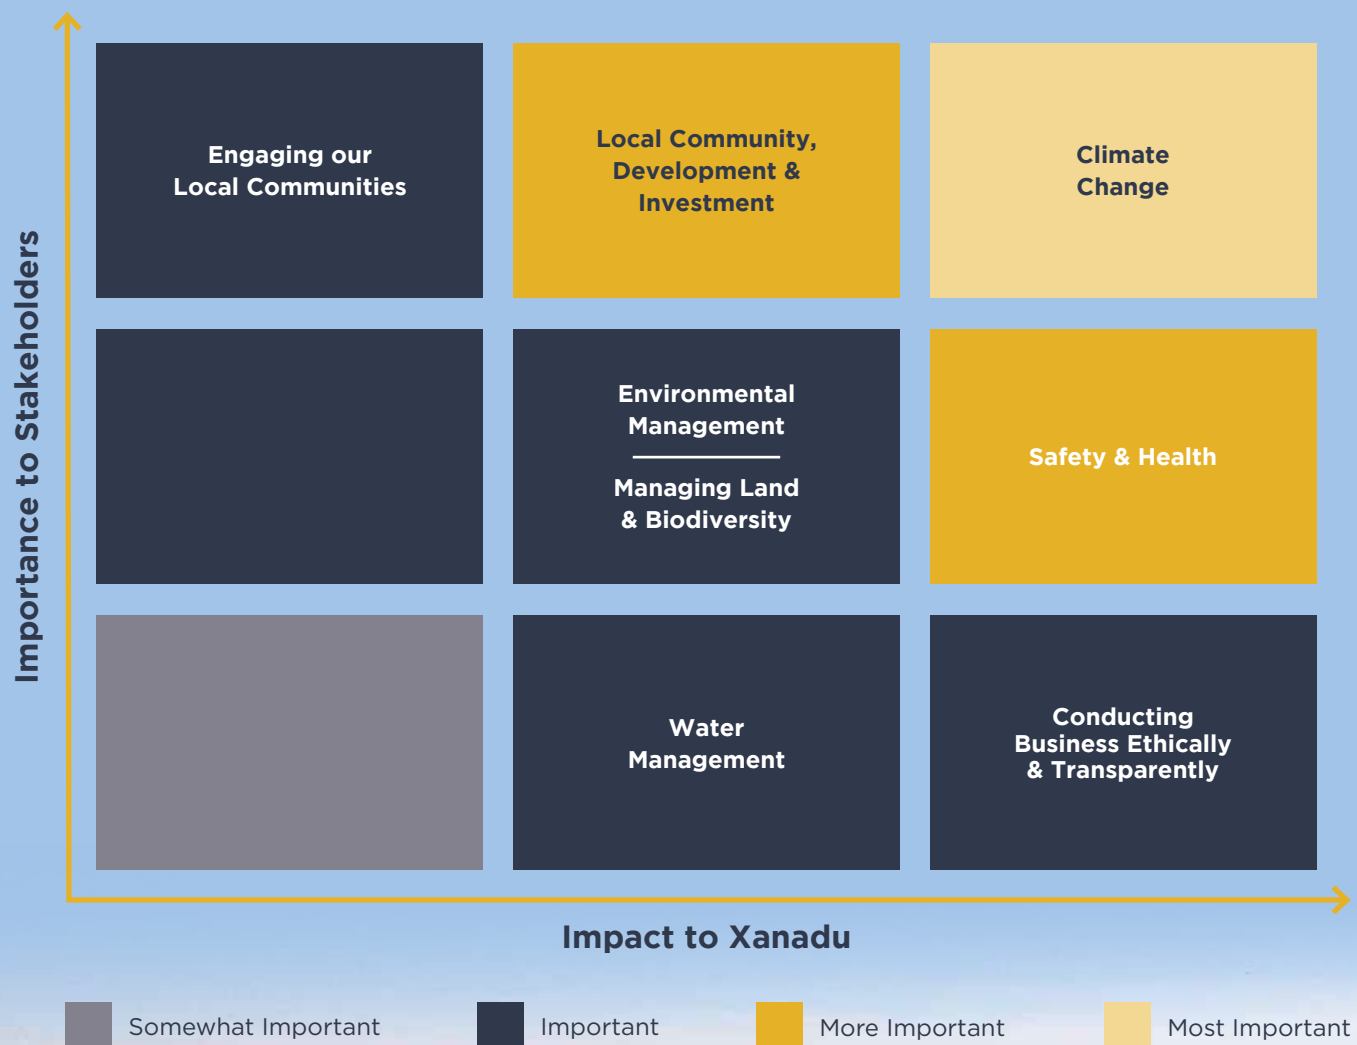 Importance to Stakeholders
Engaging our
Local Communities
Local Community,
Development &
Investment
Climate
Change
Environmental
Management
Managing Land
& Biodiversity
Safety & Health
Water
Management
Conducting
Business Ethically
& Transparently
Impact to Xanadu
Somewhat Important
Important
More Important
Most Important